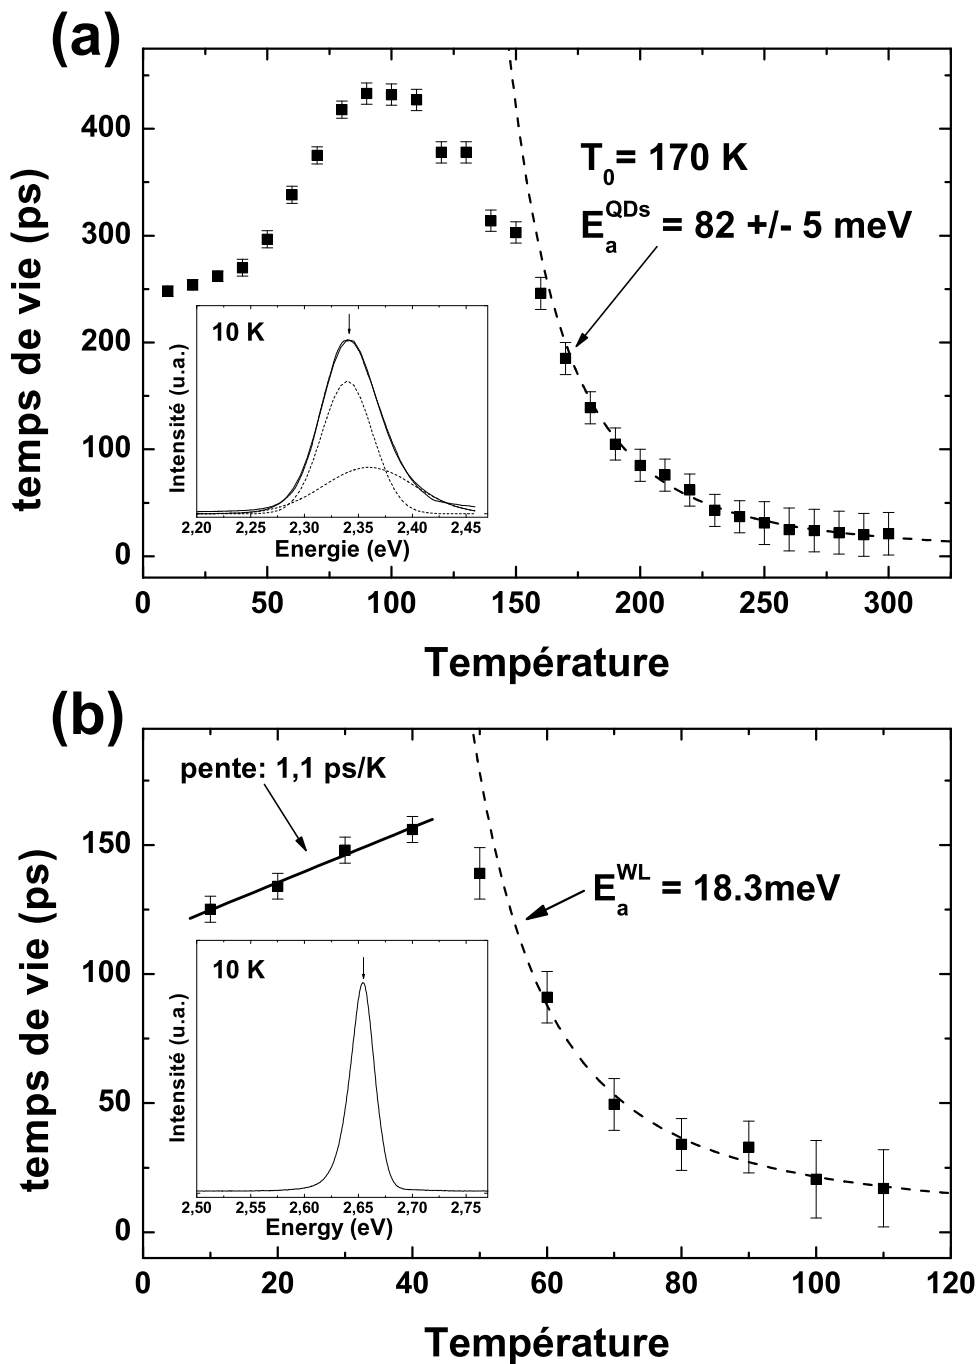 (a)
temps de vie (ps)
400
300
200
100
0
T0 = 170 K
EaQDs = 82 +/- 5 meV
10 K
Intensité (u.a.)
2,20 2,25 2,30 2,35 2,40 2,45
Energie (eV)
0 50 100 150 200 250 300
Température
(b)
temps de vie (ps)
150
100
50
0
pente: 1,1 ps/K
EaWL = 18.3meV
10 K
Intensité (u.a.)
2,50 2,55 2,60 2,65 2,70 2,75
Energy (eV)
0 20 40 60 80 100 120
Température